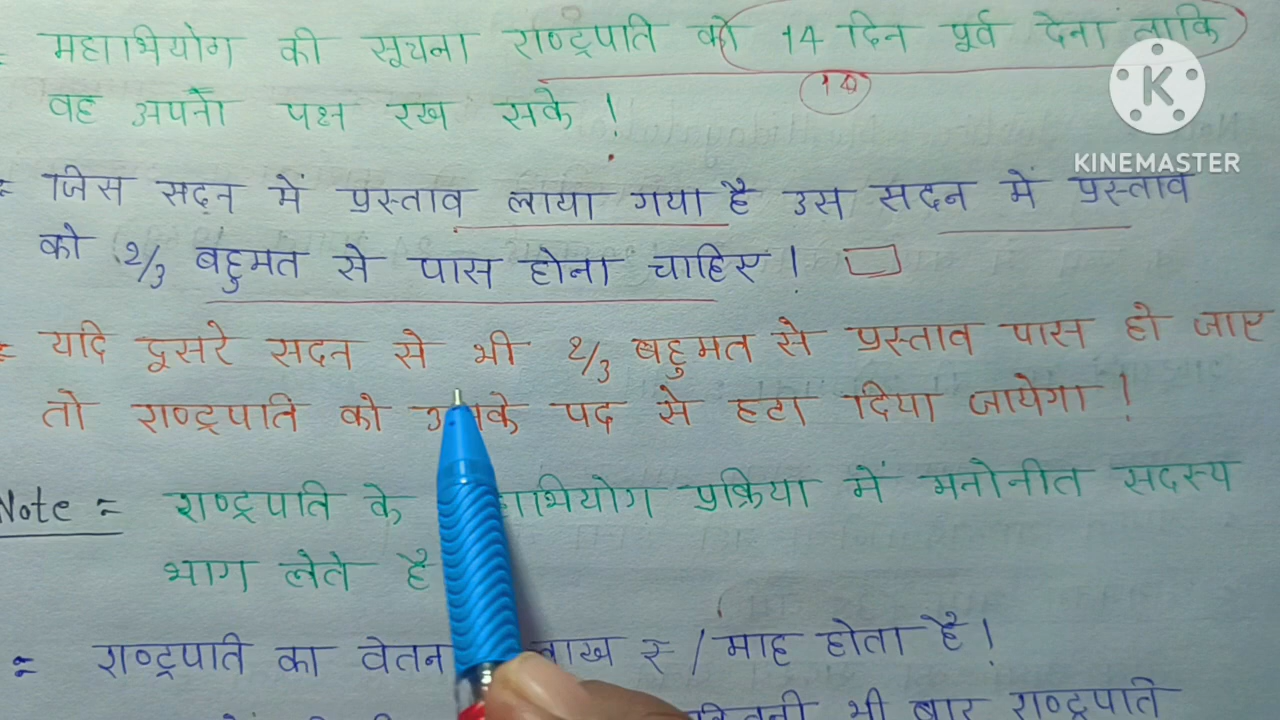 महाभियोग की सूचना राष्ट्रपति को 14 दिन पूर्व देना ताकि
14
वह अपना पक्ष रख सके !
जिस सदन में प्रस्ताव लाया गया है उस सदन में प्रस्ताव
को 2/3 बहुमत से पास होना चाहिए !
यदि दूसरे सदन से भी 2/3 बहुमत से प्रस्ताव पास हो जाए
तो राष्ट्रपति को उनके पद से हटा दिया जायेगा !
Note = राष्ट्रपति के महाभियोग प्रक्रिया में मनोनीत सदस्य
भाग लेते है
= राष्ट्रपति का वेतन लाख रु / माह होता है !
भी बार राष्ट्रपति
K
KINEMASTER